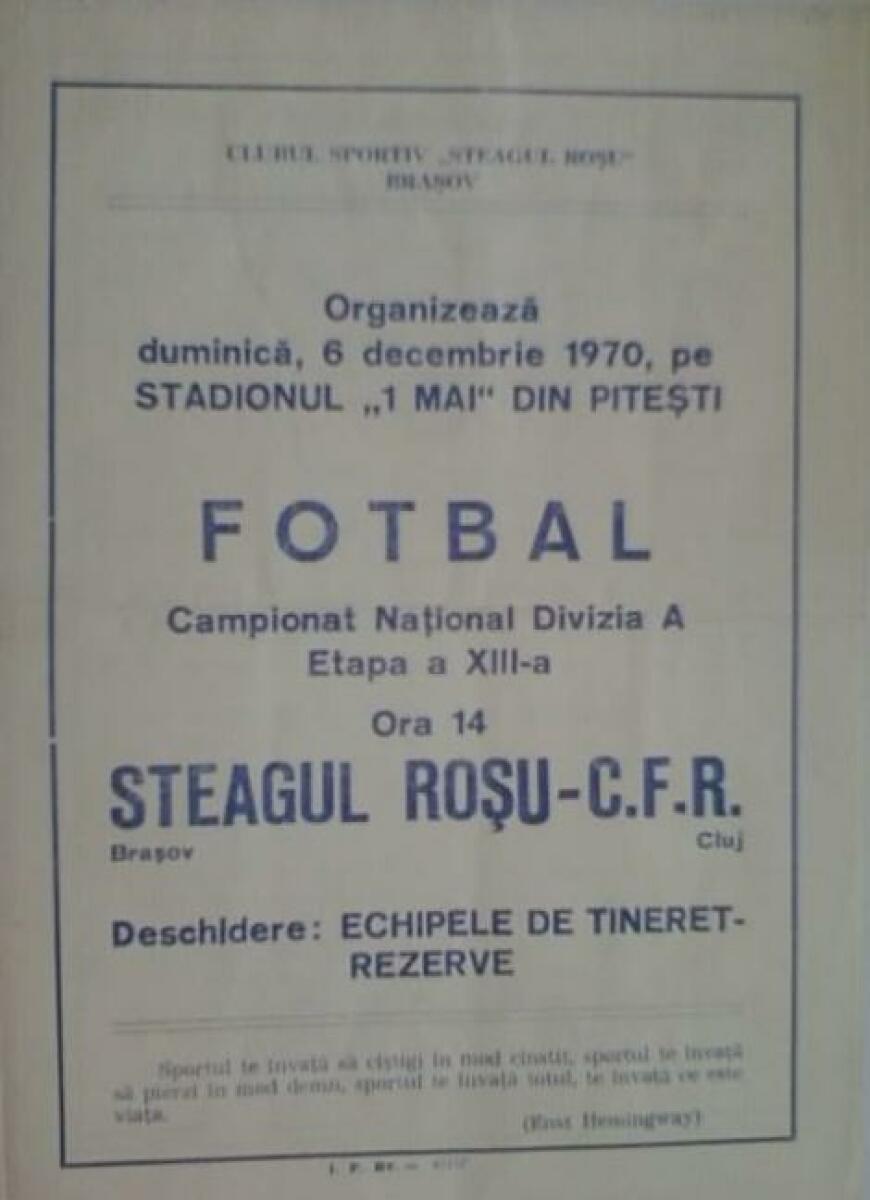 CLUBUL SPORTIV „STEAGUL ROȘU“
BRAȘOV
Organizează
duminică, 6 decembrie 1970, pe
STADIONUL „1 MAI“ DIN PITEȘTI
FOTBAL
Campionat Național Divizia A
Etapa a XIII-a
Ora 14
STEAGUL ROȘU-C.F.R.
Brașov Cluj
Deschidere: ECHIPELE DE TINERET-
REZERVE
Sportul te învață să cîștigi în mod cinstit, sportul te învață
să pierzi în mod demn, sportul te învață totul, te învață ce este
viața.
(Enst Hemingway)
I. P. Bv. —